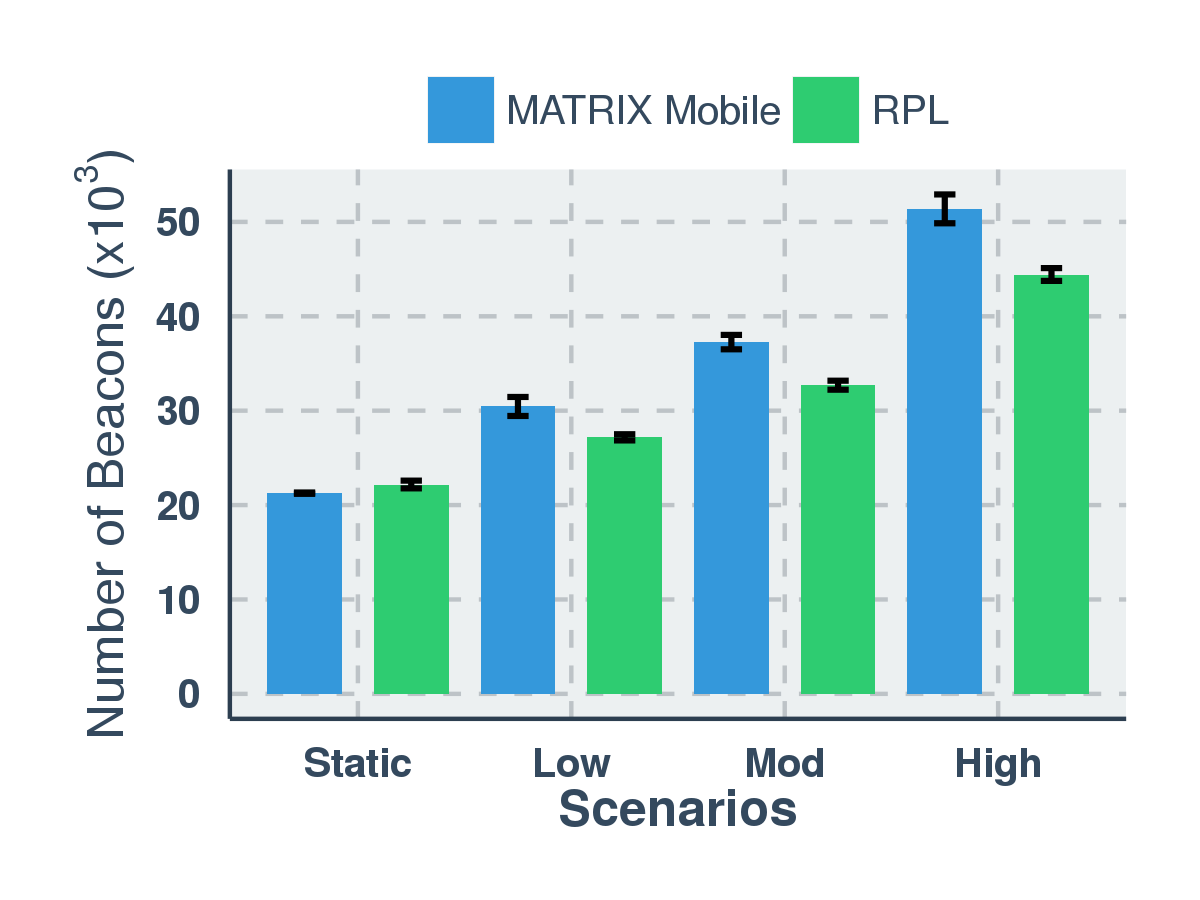 MATRIX Mobile RPL
Number of Beacons (x10³)
50
40
30
20
10
0
Static Low Mod High
Scenarios